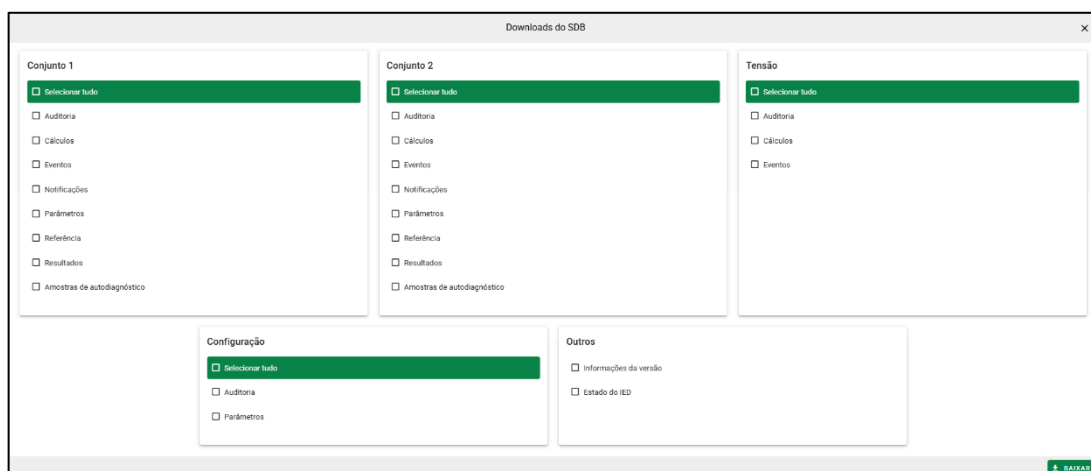 Downloads do SDB
Conjunto 1
Selecionar tudo
Auditoria
Cálculos
Eventos
Notificações
Parâmetros
Referência
Resultados
Amostras de autodiagnóstico
Conjunto 2
Selecionar tudo
Auditoria
Cálculos
Eventos
Notificações
Parâmetros
Referência
Resultados
Amostras de autodiagnóstico
Tensão
Selecionar tudo
Auditoria
Cálculos
Eventos
Configuração
Selecionar tudo
Auditoria
Parâmetros
Outros
Informações da versão
Estado do IED
BAIXAR